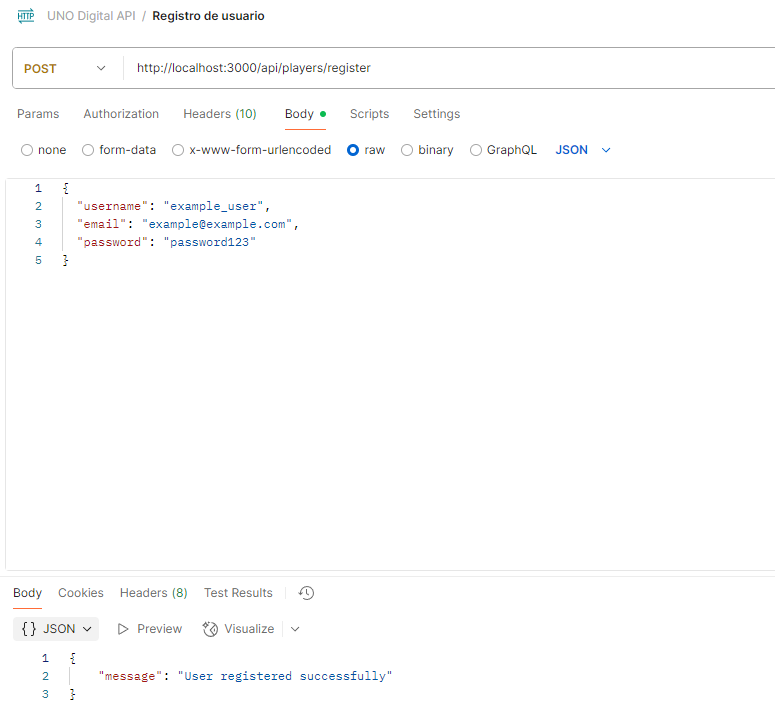 HTTP UNO Digital API / Registro de usuario
POST http://localhost:3000/api/players/register
Params Authorization Headers (10) Body Scripts Settings
none form-data x-www-form-urlencoded raw binary GraphQL JSON
1 {
2 "username": "example_user",
3 "email": "example@example.com",
4 "password": "password123"
5 }
Body Cookies Headers (8) Test Results
{} JSON Preview Visualize
1 {
2 "message": "User registered successfully"
3 }